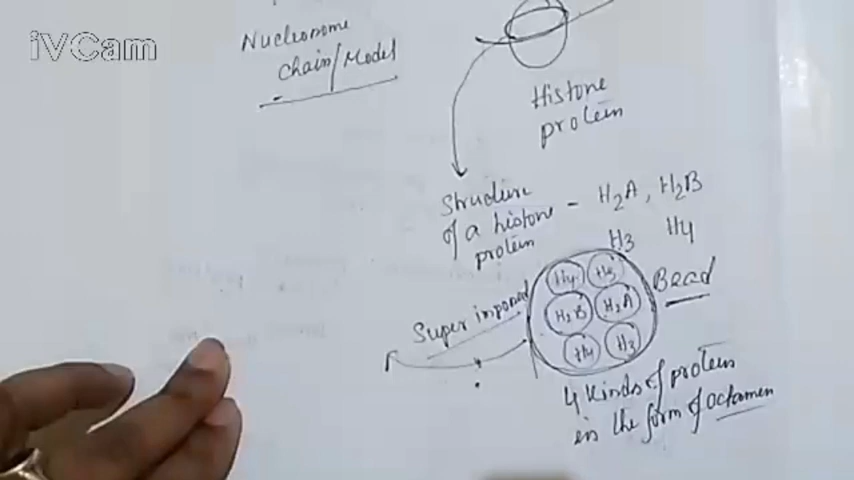 iVCam
Nucleosome
chain/Model
Histone
protein
Structure
of a histone - H2A, H2B
protein H3 H4
H4 H3
Bead
H2B H2A
Super imposed
H4 H3
4 kinds of protein
in the form of octamer